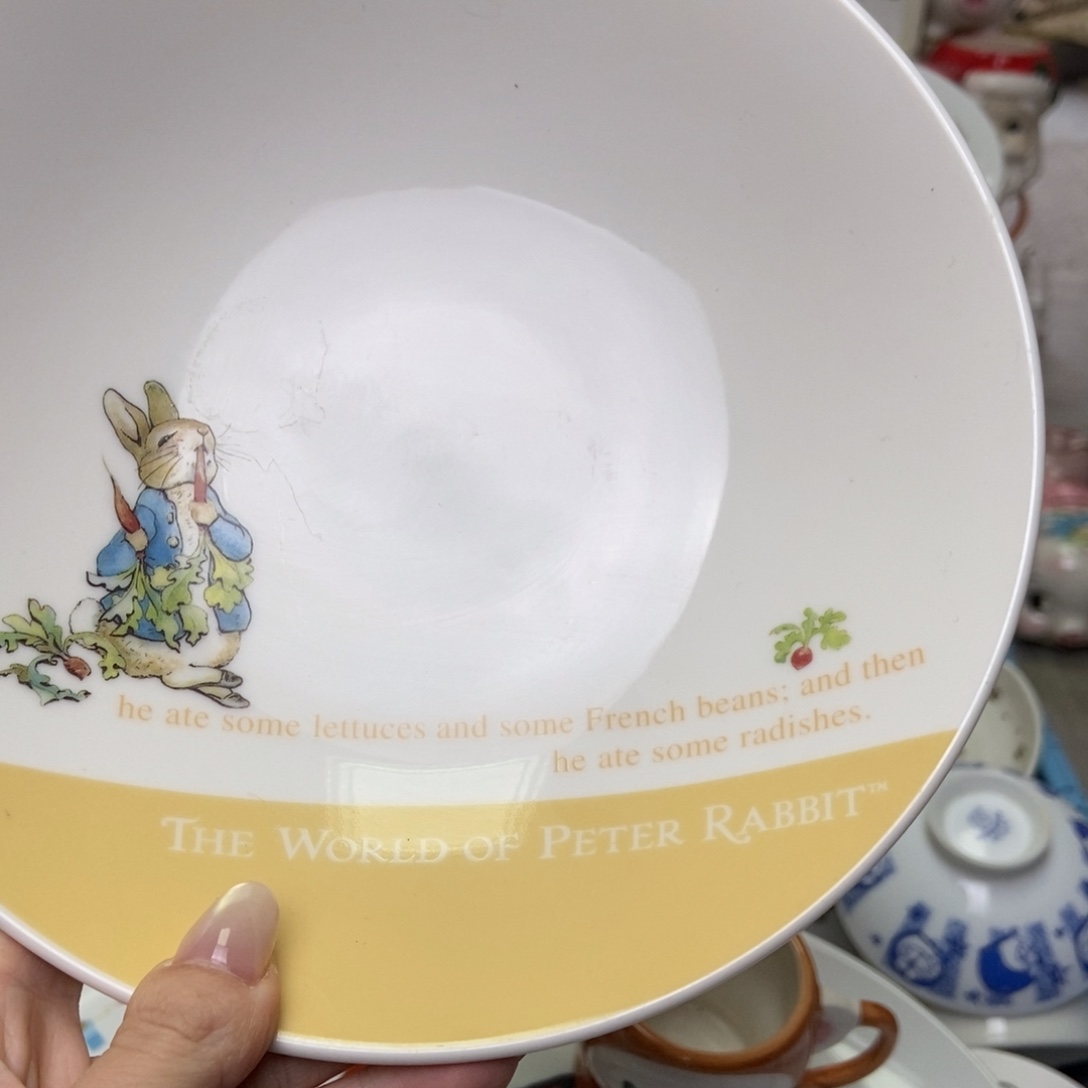 he ate some lettuces and some French beans; and then
he ate some radishes.
THE WORLD OF PETER RABBIT™